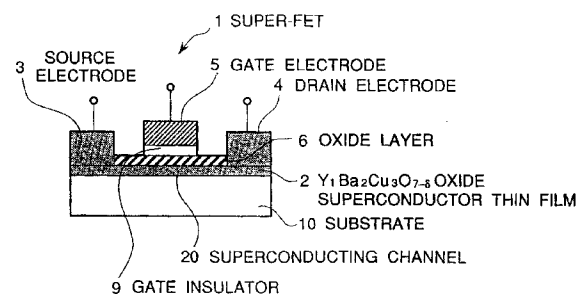 1 SUPER-FET
SOURCE
ELECTRODE
3
5 GATE ELECTRODE
4 DRAIN ELECTRODE
6 OXIDE LAYER
2 Y₁Ba₂Cu₃O₇₋δ OXIDE
SUPERCONDUCTOR THIN FILM
10 SUBSTRATE
20 SUPERCONDUCTING CHANNEL
9 GATE INSULATOR